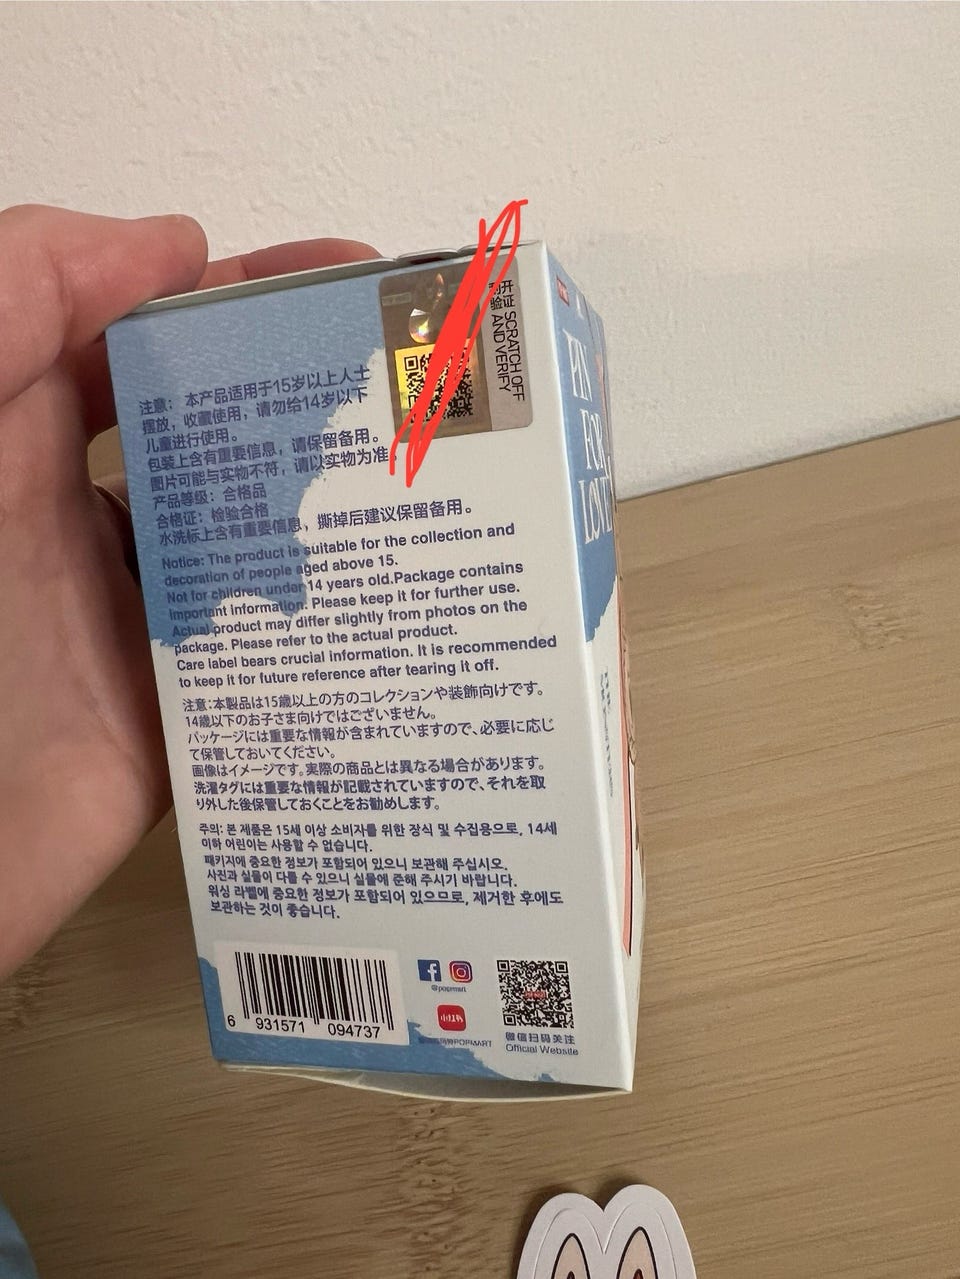 开证 SCRATCH OFF
刮验 AND VERIFY
注意：本产品适用于15岁以上人士
摆放，收藏使用，请勿给14岁以下
儿童进行使用。
包装上含有重要信息，请保留备用。
图片可能与实物不符，请以实物为准。
产品等级：合格品
合格证：检验合格
水洗标上含有重要信息，撕掉后建议保留备用。
Notice: The product is suitable for the collection and
decoration of people aged above 15.
Not for children under 14 years old.Package contains
important information. Please keep it for further use.
Actual product may differ slightly from photos on the
package. Please refer to the actual product.
Care label bears crucial information. It is recommended
to keep it for future reference after tearing it off.
注意:本製品は15歳以上の方のコレクションや装飾向けです。
14歳以下のお子さま向けではございません。
パッケージには重要な情報が含まれていますので、必要に応じ
て保管しておいてください。
画像はイメージです。実際の商品とは異なる場合があります。
洗濯タグには重要な情報が記載されていますので、それを取
り外した後保管しておくことをお勧めします。
주의: 본 제품은 15세 이상 소비자를 위한 장식 및 수집용으로, 14세
이하 어린이는 사용할 수 없습니다.
패키지에 중요한 정보가 포함되어 있으니 보관해 주십시오.
사진과 실물이 다를 수 있으니 실물에 준해 주시기 바랍니다.
워싱 라벨에 중요한 정보가 포함되어 있으므로, 제거한 후에도
보관하는 것이 좋습니다.
6 931571 094737
@popmart
小红书
POPMART
微信扫码关注
Official Website
PIN
FOR
LOVE